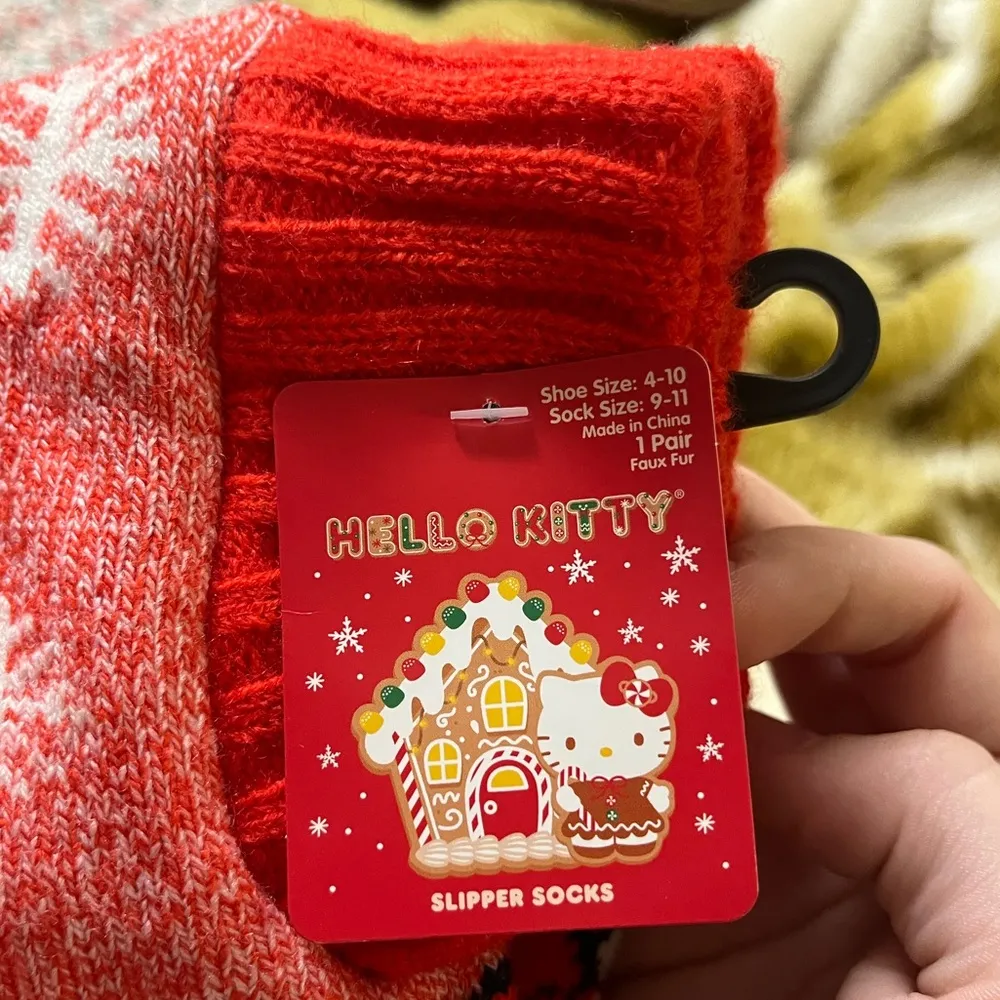 Shoe Size: 4-10
Sock Size: 9-11
Made in China
1 Pair
Faux Fur
HELLO KITTY®
SLIPPER SOCKS